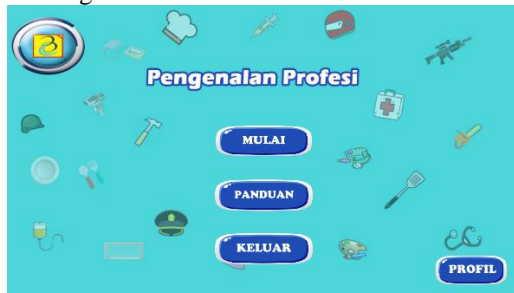 Pengenalan Profesi
MULAI
PANDUAN
KELUAR
PROFIL